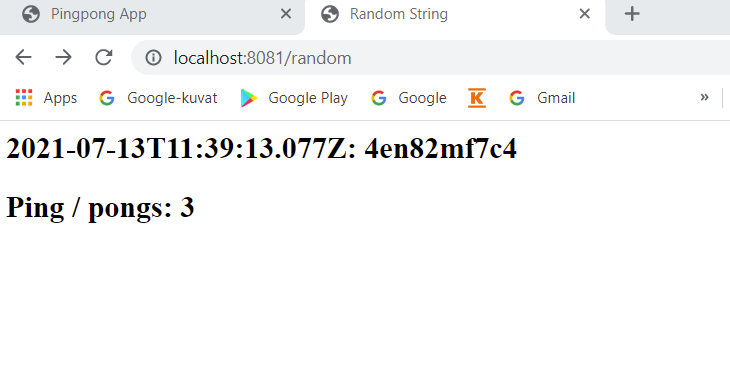 Pingpong App
Random String
localhost:8081/random
Apps Google-kuvat Google Play Google Gmail »
2021-07-13T11:39:13.077Z: 4en82mf7c4
Ping / pongs: 3